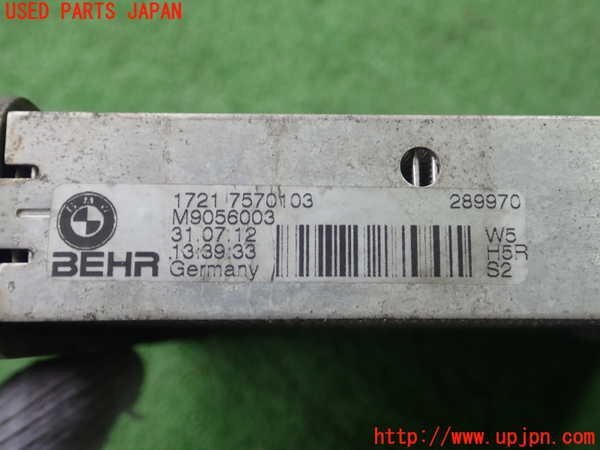 USED PARTS JAPAN
BMW
BEHR
1721 7570103
289970
M9056003
31.07.12
13:39:33
Germany
W5
H5R
S2
http://www.upjpn.com/